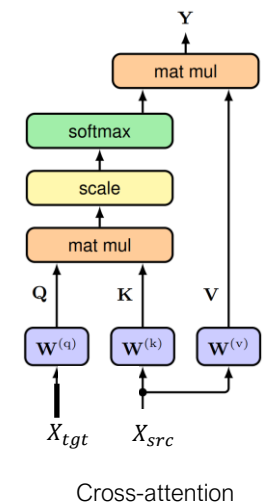 Y
mat mul
softmax
scale
mat mul
Q K V
W^(q) W^(k) W^(v)
X_tgt X_src
Cross-attention